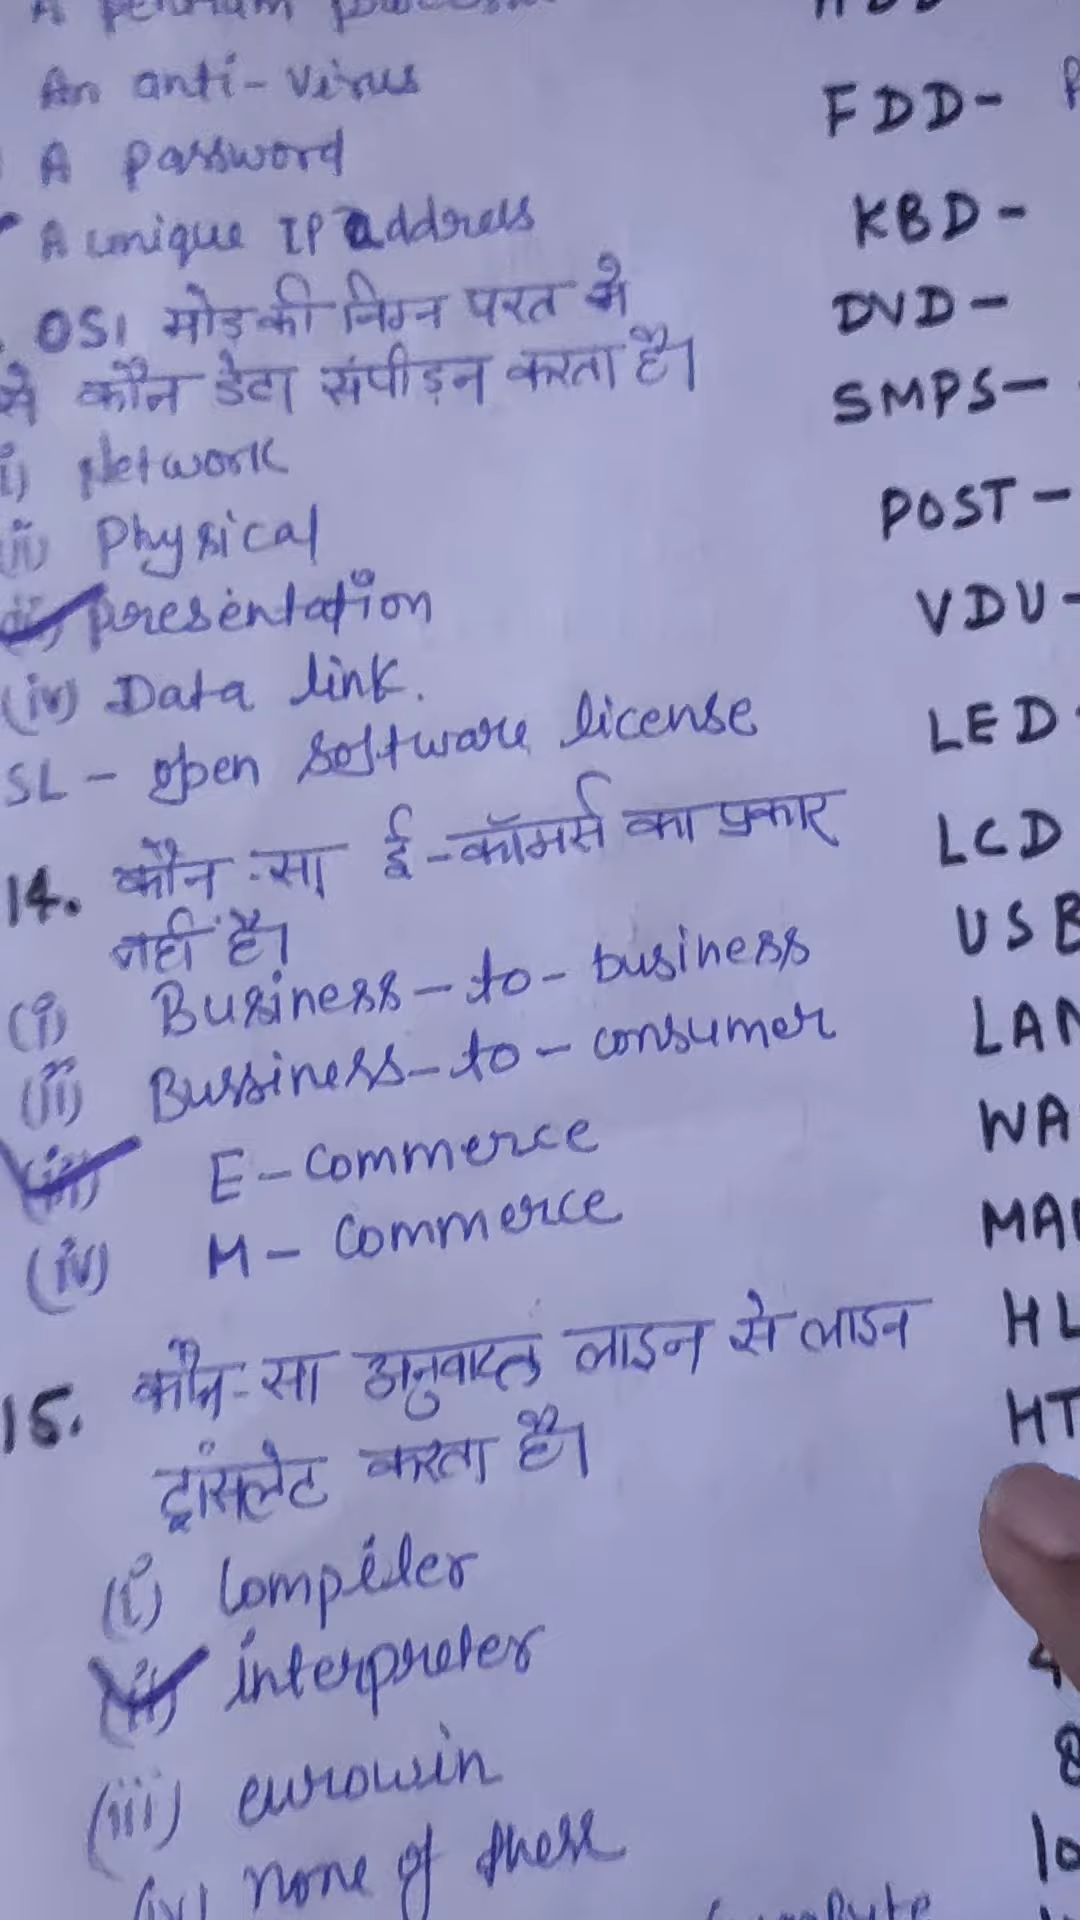 An anti-virus
A password
A unique IP address
OSI मोड़ की निम्न परत मे
से कौन डेटा संपीड़न करता है।
i) Network
(ii) Physical
(iii) presentation
(iv) Data link.
SL - open software license
14. कौन-सा ई-कॉमर्स का प्रकार
नहीं है।
(i) Business-to-business
(ii) Bussiness-to-consumer
(iii) E-commerce
(iv) M-commerce
15. कौन-सा अनुवादक लाइन से लाइन
ट्रांसलेट करता है।
(i) Compiler
(ii) interpreter
(iii) eurowin
(iv) none of these
FDD-
KBD-
DVD-
SMPS-
POST-
VDU-
LED
LCD
USB
LAN
WA
MA
HL
HT
4
8
10